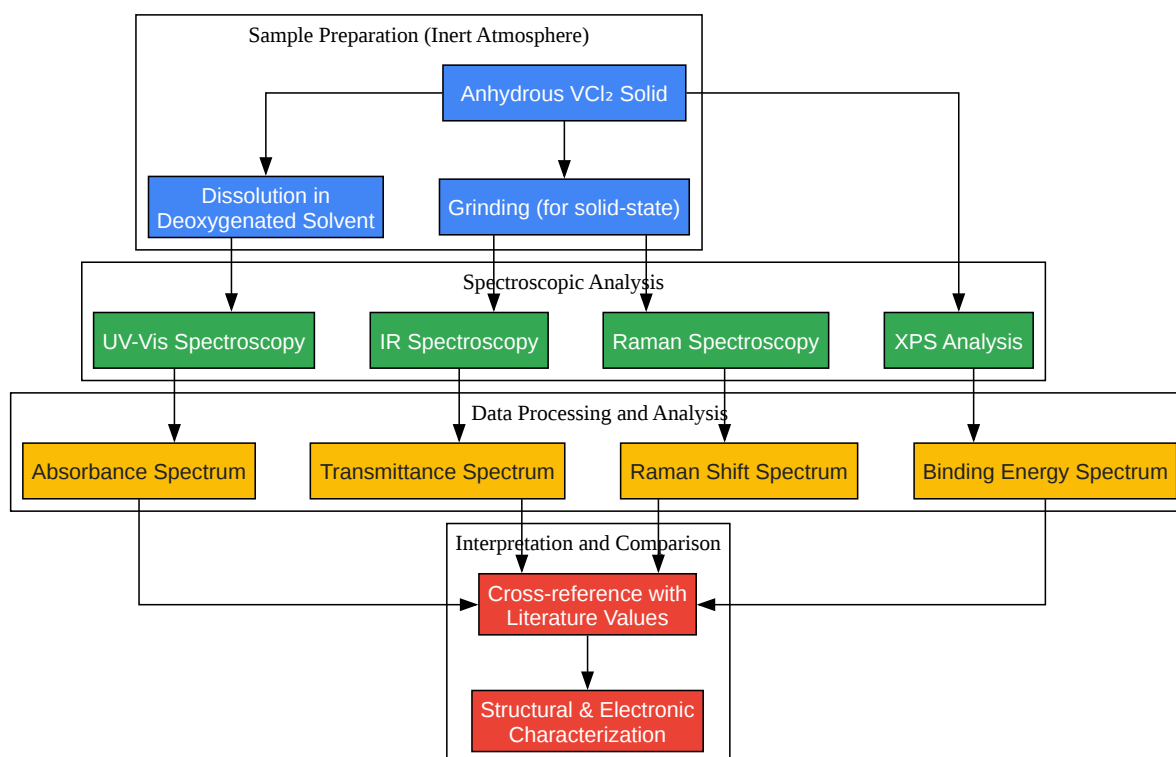 Sample Preparation (Inert Atmosphere)
Anhydrous VCl₂ Solid
Dissolution in
Deoxygenated Solvent
Grinding (for solid-state)
Spectroscopic Analysis
UV-Vis Spectroscopy
IR Spectroscopy
Raman Spectroscopy
XPS Analysis
Data Processing and Analysis
Absorbance Spectrum
Transmittance Spectrum
Raman Shift Spectrum
Binding Energy Spectrum
Interpretation and Comparison
Cross-reference with
Literature Values
Structural & Electronic
Characterization